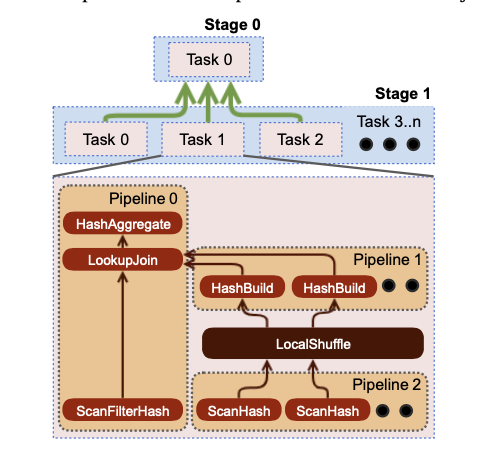 Stage 0
Task 0
Stage 1
Task 0
Task 1
Task 2
Task 3..n
Pipeline 0
HashAggregate
LookupJoin
Pipeline 1
HashBuild
HashBuild
LocalShuffle
Pipeline 2
ScanFilterHash
ScanHash
ScanHash